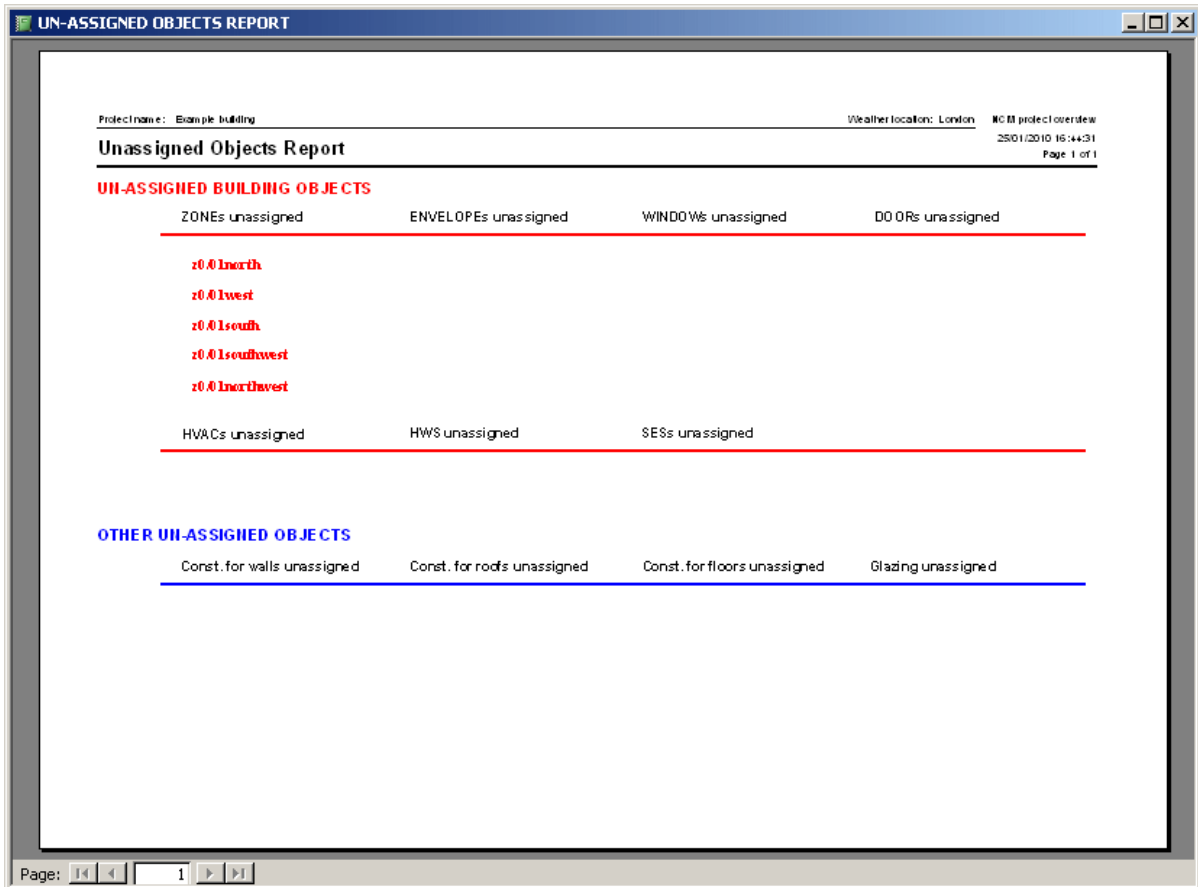 UN-ASSIGNED OBJECTS REPORT
Project name: Example building Weather location: London NCM project overview
Unassigned Objects Report 25/01/2010 16:44:31
Page 1 of 1
UN-ASSIGNED BUILDING OBJECTS
ZONEs unassigned ENVELOPEs unassigned WINDOWs unassigned DOORs unassigned
z0.01north
z0.01west
z0.01south
z0.01southwest
z0.01northwest
HVACs unassigned HWS unassigned SESs unassigned
OTHER UN-ASSIGNED OBJECTS
Const. for walls unassigned Const. for roofs unassigned Const. for floors unassigned Glazing unassigned
Page: 1